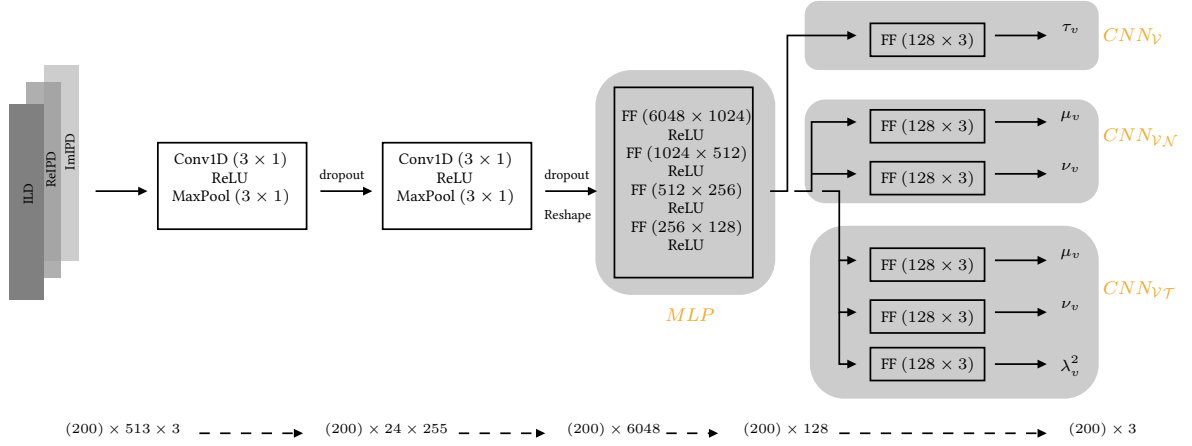 ILD
ReIPD
ImIPD
Conv1D (3 × 1)
ReLU
MaxPool (3 × 1)
dropout
Conv1D (3 × 1)
ReLU
MaxPool (3 × 1)
dropout
Reshape
FF (6048 × 1024)
ReLU
FF (1024 × 512)
ReLU
FF (512 × 256)
ReLU
FF (256 × 128)
ReLU
MLP
FF (128 × 3)
τ_v
CNN_𝒱
FF (128 × 3)
μ_v
FF (128 × 3)
ν_v
CNN_𝒱𝒩
FF (128 × 3)
μ_v
FF (128 × 3)
ν_v
FF (128 × 3)
λ²_v
CNN_𝒱𝒯
(200) × 513 × 3
(200) × 24 × 255
(200) × 6048
(200) × 128
(200) × 3